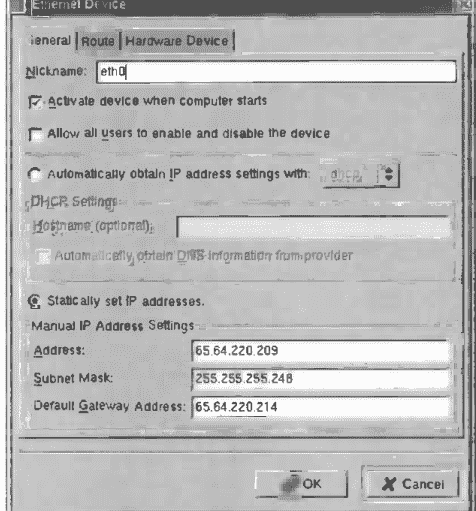 Ethernet Device
General Route Hardware Device
Nickname: eth0
Activate device when computer starts
Allow all users to enable and disable the device
Automatically obtain IP address settings with: dhcp
DHCP Settings
Hostname (optional):
Automatically obtain DNS information from provider
Statically set IP addresses.
Manual IP Address Settings
Address: 65.64.220.209
Subnet Mask: 255.255.255.248
Default Gateway Address: 65.64.220.214
OK Cancel